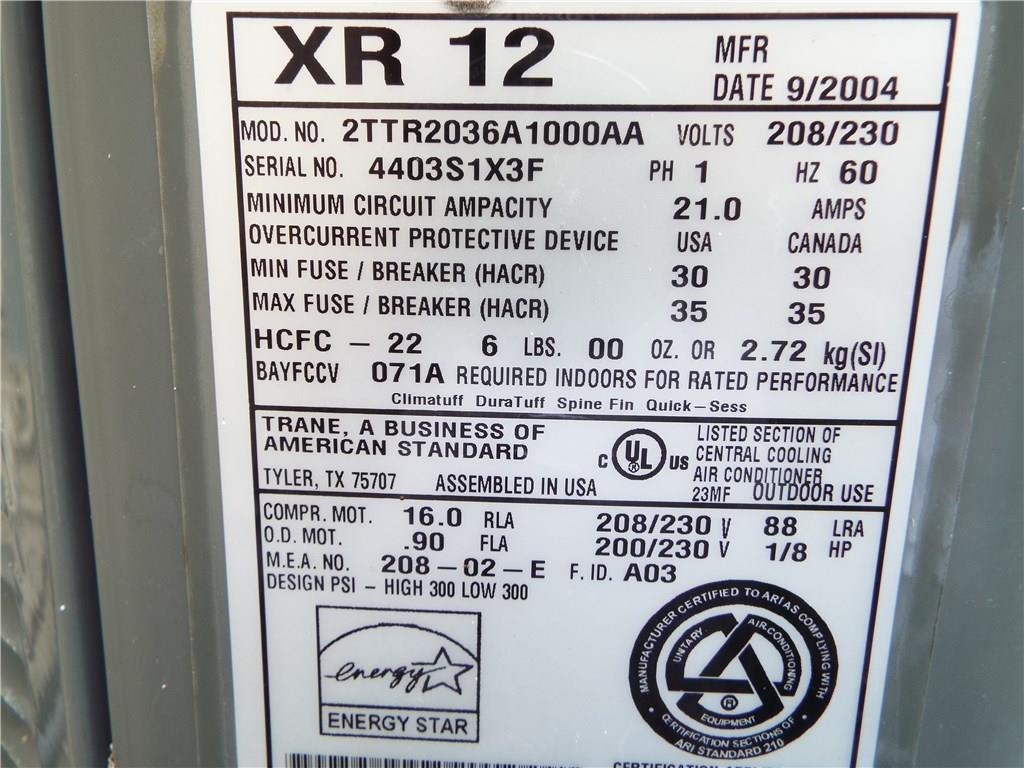 XR 12
MFR
DATE 9/2004
MOD. NO. 2TTR2036A1000AA VOLTS 208/230
SERIAL NO. 4403S1X3F PH 1 HZ 60
MINIMUM CIRCUIT AMPACITY 21.0 AMPS
OVERCURRENT PROTECTIVE DEVICE USA CANADA
MIN FUSE / BREAKER (HACR) 30 30
MAX FUSE / BREAKER (HACR) 35 35
HCFC - 22 6 LBS. 00 OZ. OR 2.72 kg(SI)
BAYFCCV 071A REQUIRED INDOORS FOR RATED PERFORMANCE
Climatuff DuraTuff Spine Fin Quick-Sess
TRANE, A BUSINESS OF
AMERICAN STANDARD
TYLER, TX 75707 ASSEMBLED IN USA
C UL ® US
LISTED SECTION OF
CENTRAL COOLING
AIR CONDITIONER
23MF OUTDOOR USE
COMPR. MOT. 16.0 RLA 208/230 V 88 LRA
O.D. MOT. .90 FLA 200/230 V 1/8 HP
M.E.A. NO. 208-02-E F. ID. A03
DESIGN PSI - HIGH 300 LOW 300
energy
ENERGY STAR
MANUFACTURER CERTIFIED TO ARI AS COMPLYING WITH
UNITARY AIR-CONDITIONING
®
EQUIPMENT
CERTIFICATION SECTIONS OF
ARI STANDARD 210